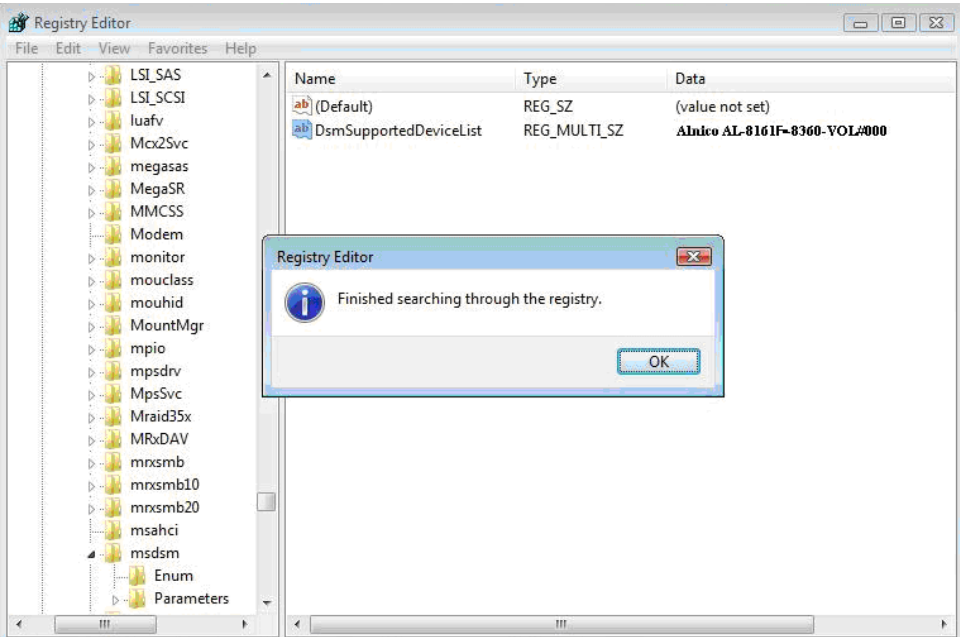 Registry Editor
File Edit View Favorites Help
LSI_SAS
LSI_SCSI
luafv
Mcx2Svc
megasas
MegaSR
MMCSS
Modem
monitor
mouclass
mouhid
MountMgr
mpio
mpsdrv
MpsSvc
Mraid35x
MRxDAV
mrxsmb
mrxsmb10
mrxsmb20
msahci
msdsm
Enum
Parameters
Name Type Data
(Default) REG_SZ (value not set)
DsmSupportedDeviceList REG_MULTI_SZ Alnico AL-8161F-8360-VOL#000
Registry Editor
Finished searching through the registry.
OK